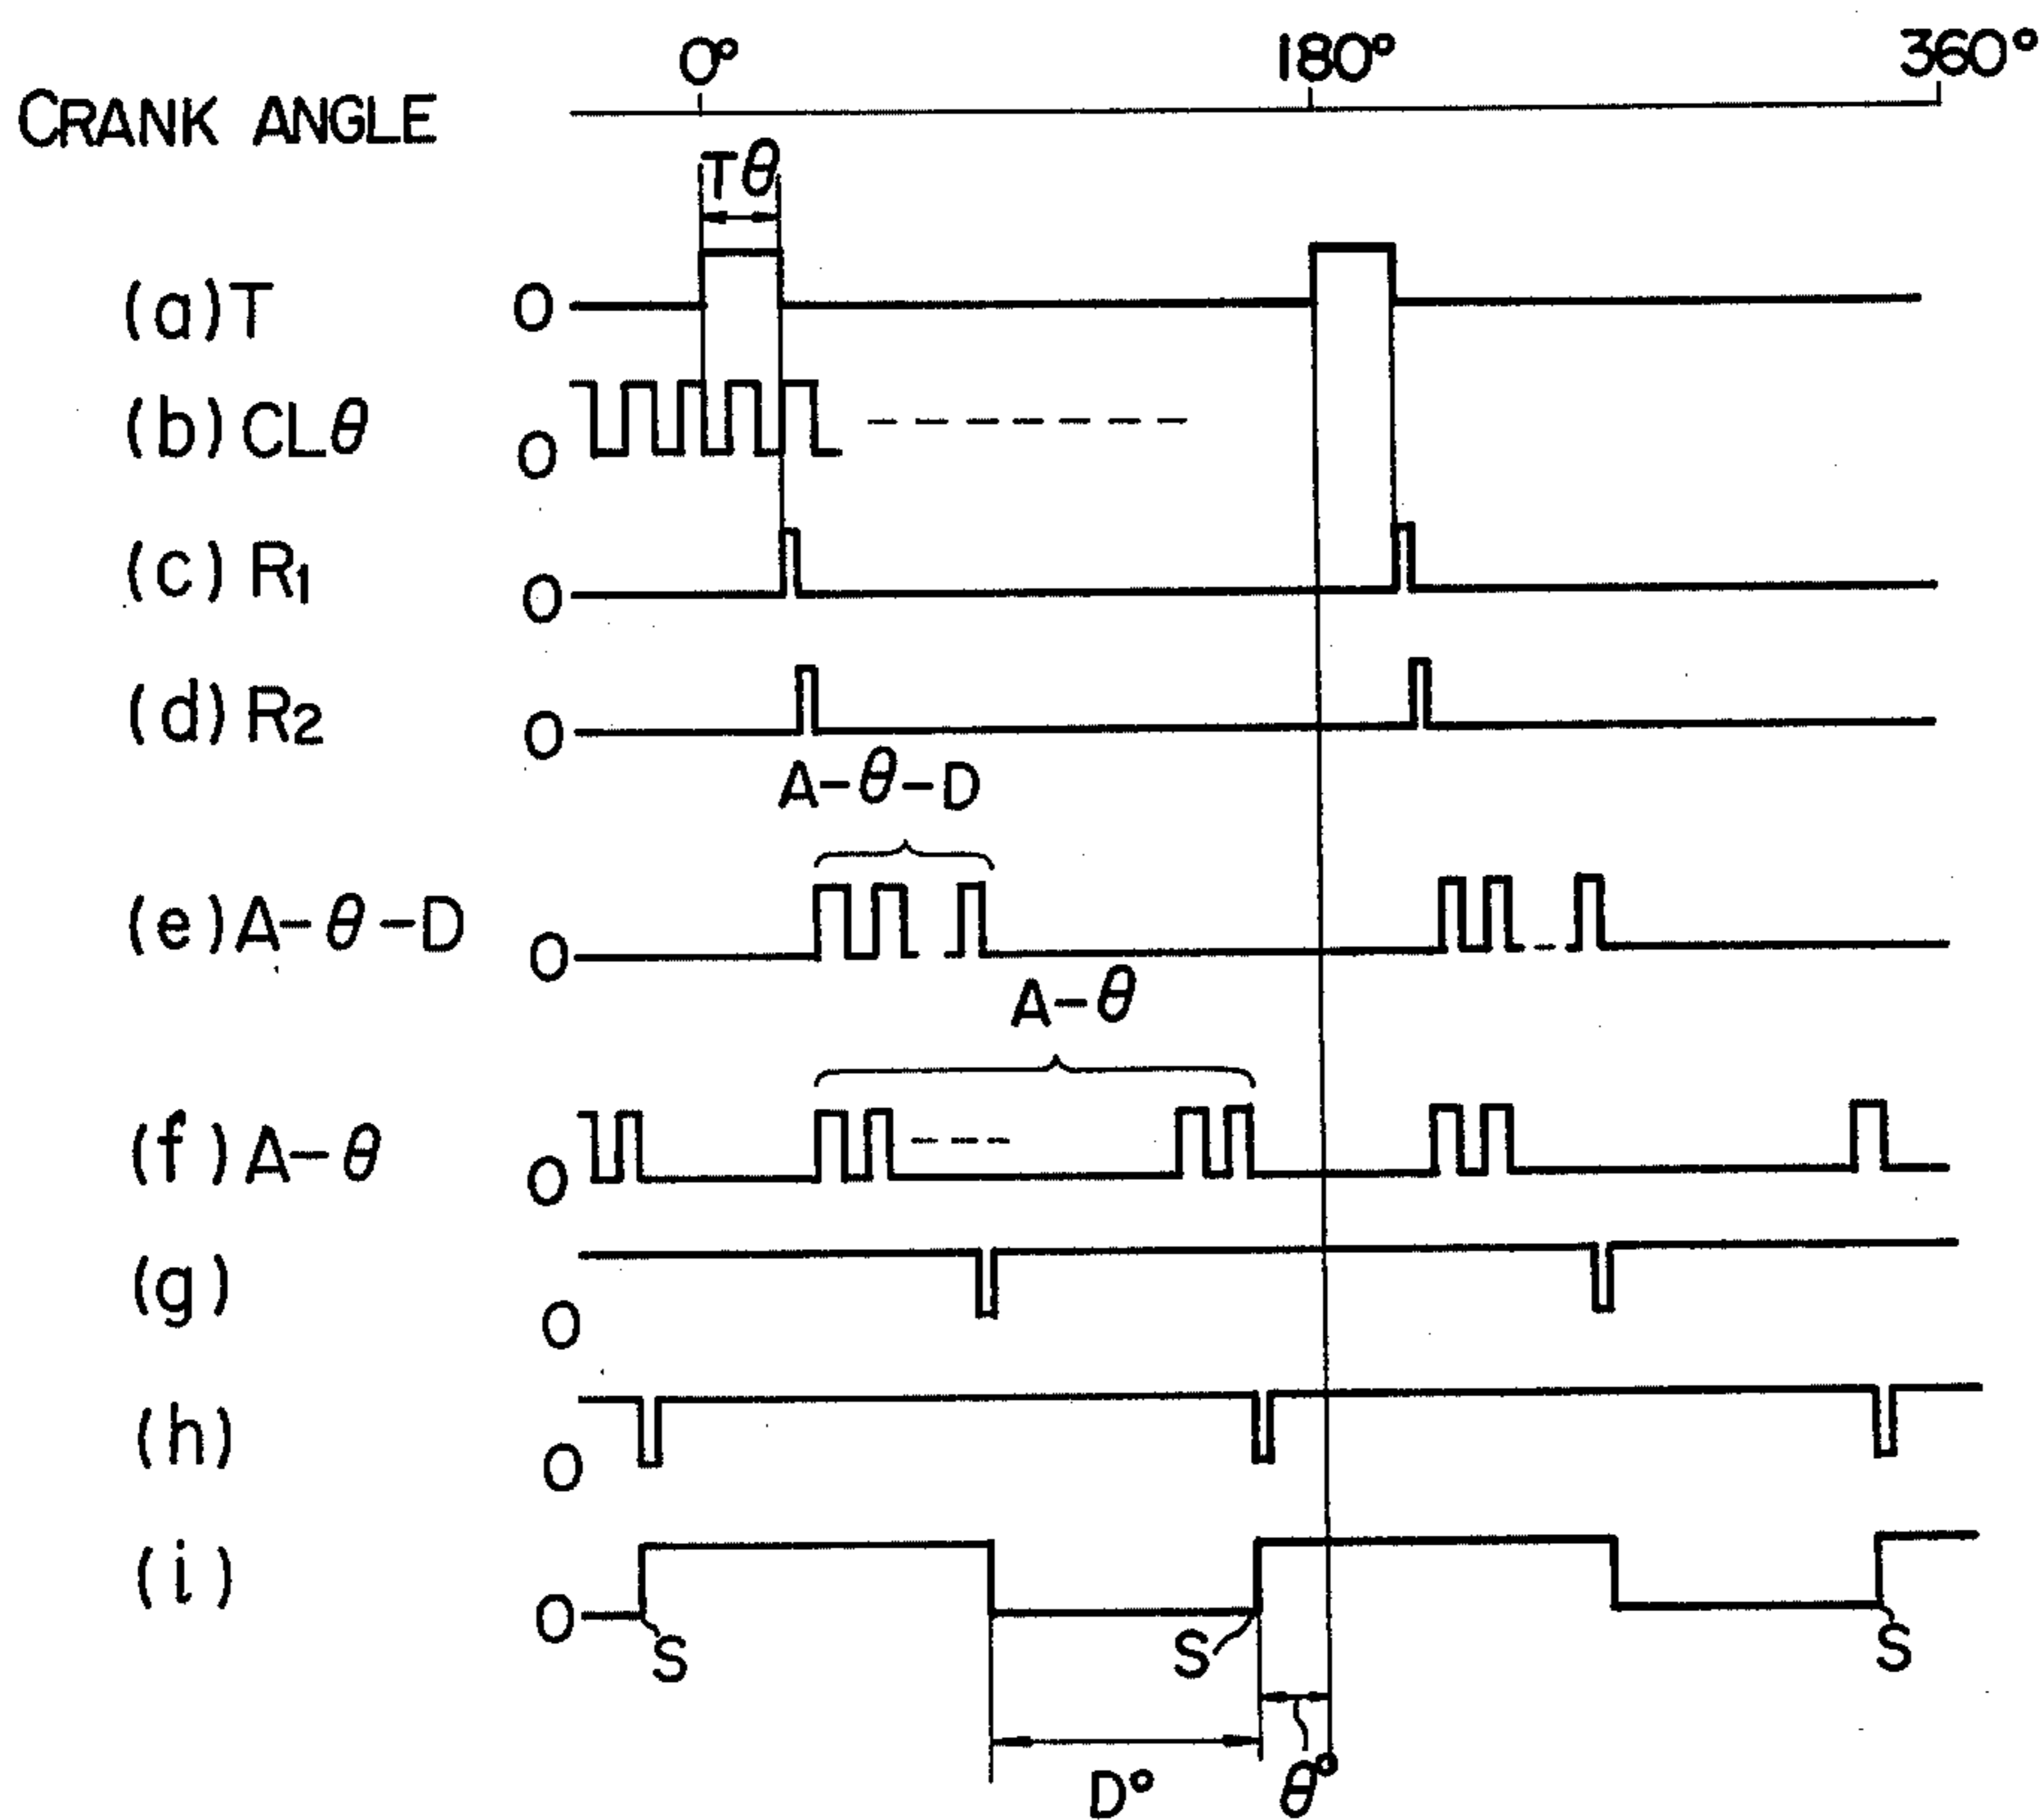 0° 180° 360°
CRANK ANGLE
Tθ
(a) T 0
(b) CLθ 0
(c) R1 0
(d) R2 0
A-θ-D
(e) A-θ-D 0
A-θ
(f) A-θ 0
(g) 0
(h) 0
(i) 0
S S S
D° θ°